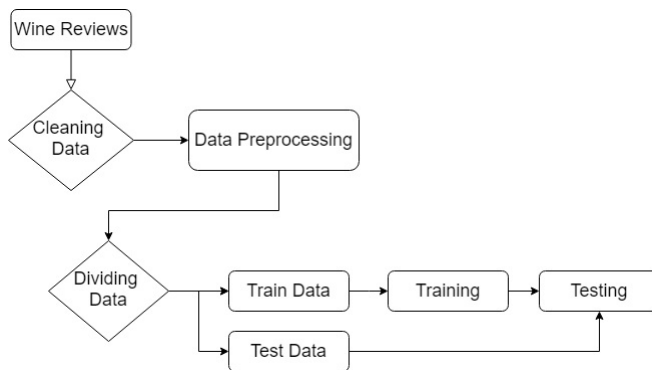 Wine Reviews
Cleaning
Data
Data Preprocessing
Dividing
Data
Train Data
Training
Testing
Test Data